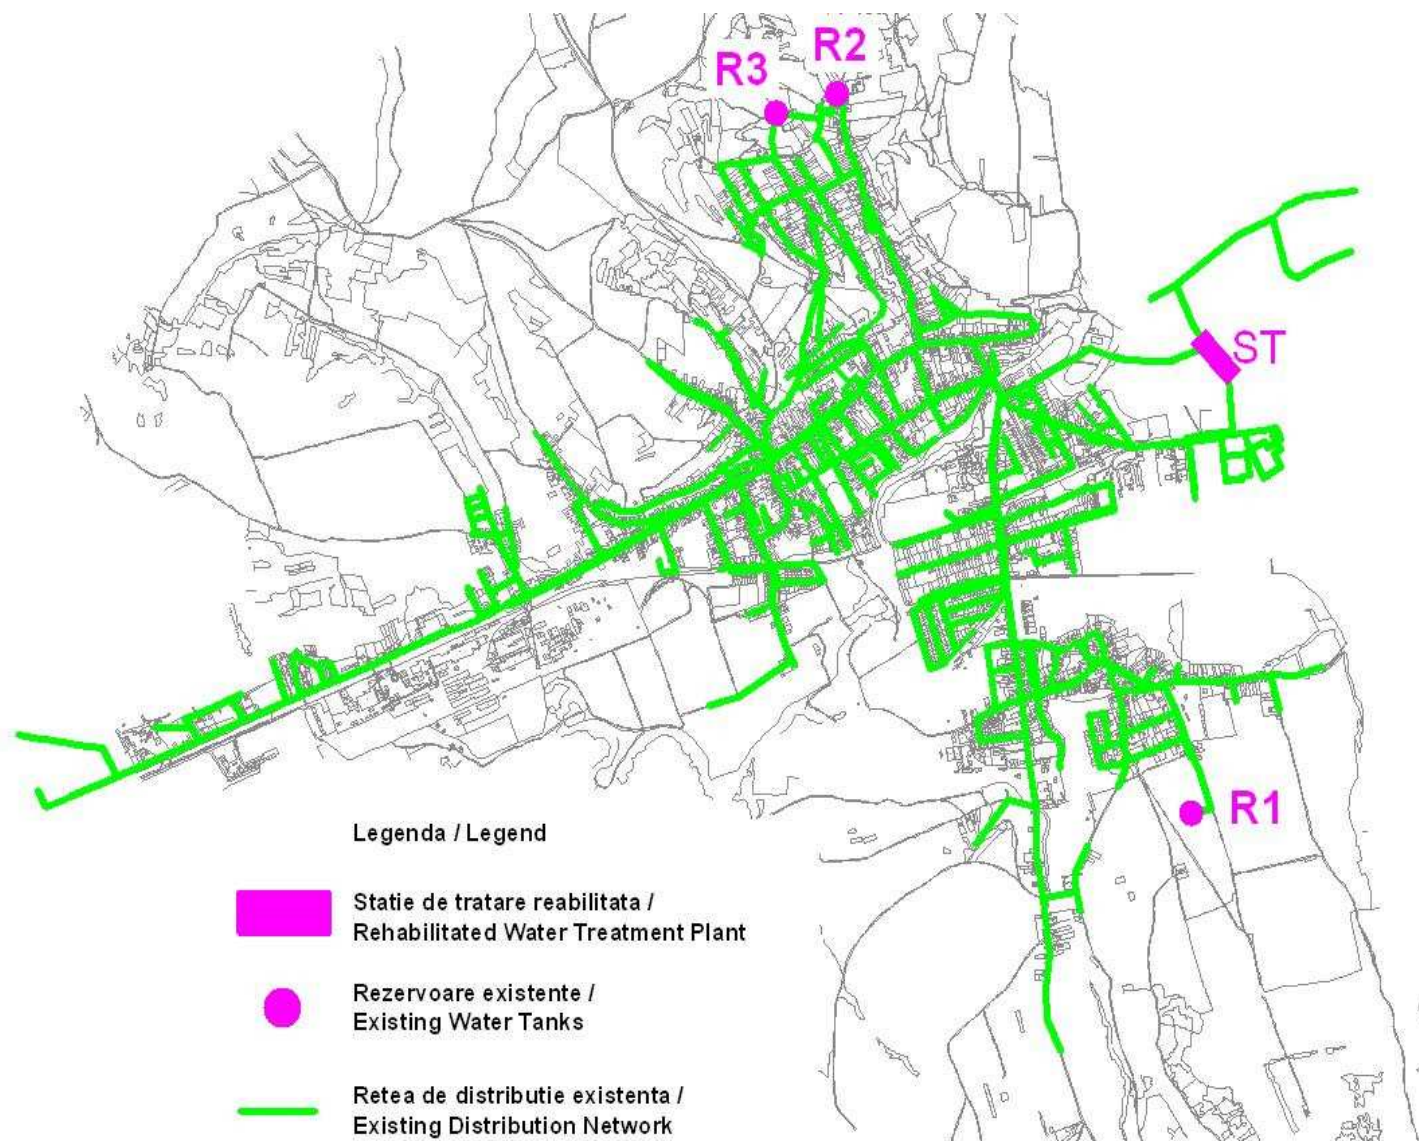 R2
R3
ST
R1
Legenda / Legend
Statie de tratare reabilitata /
Rehabilitated Water Treatment Plant
Rezervoare existente /
Existing Water Tanks
Retea de distributie existenta /
Existing Distribution Network